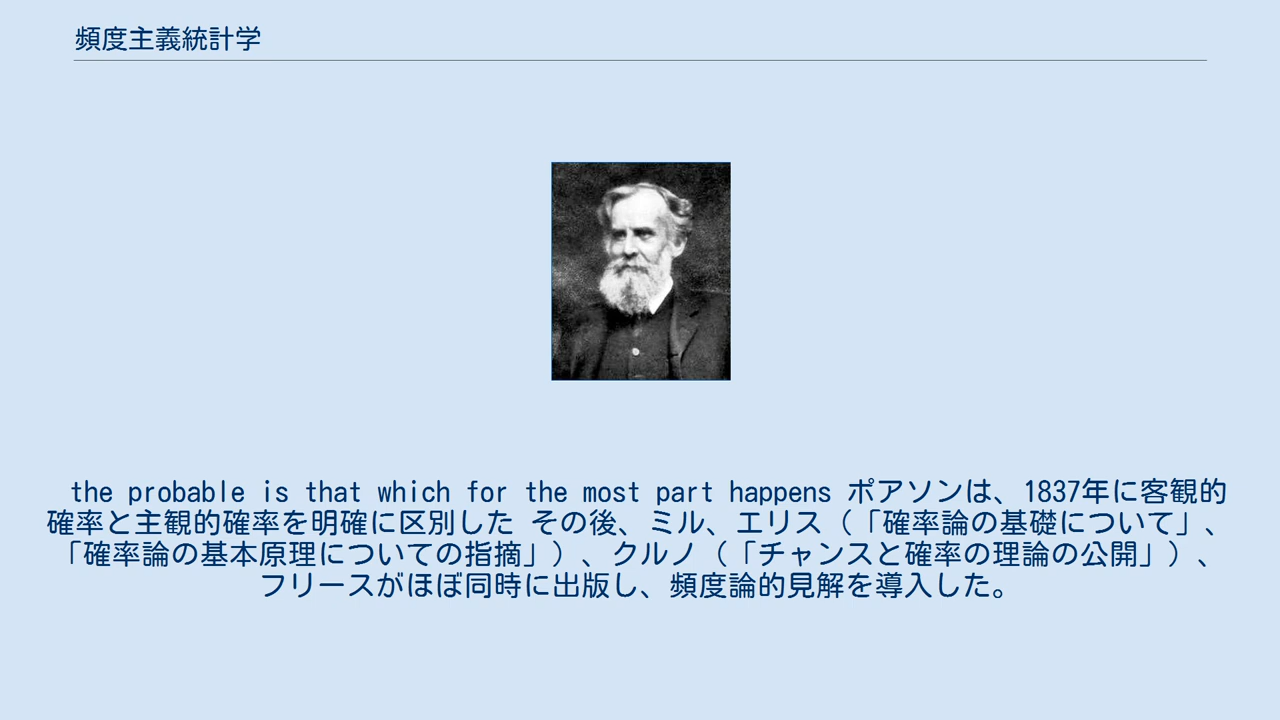 頻度主義統計学
the probable is that which for the most part happens ポアソンは、1837年に客観的
確率と主観的確率を明確に区別した その後、ミル、エリス（「確率論の基礎について」、
「確率論の基本原理についての指摘」）、クルノ（「チャンスと確率の理論の公開」）、
フリースがほぼ同時に出版し、頻度論的見解を導入した。